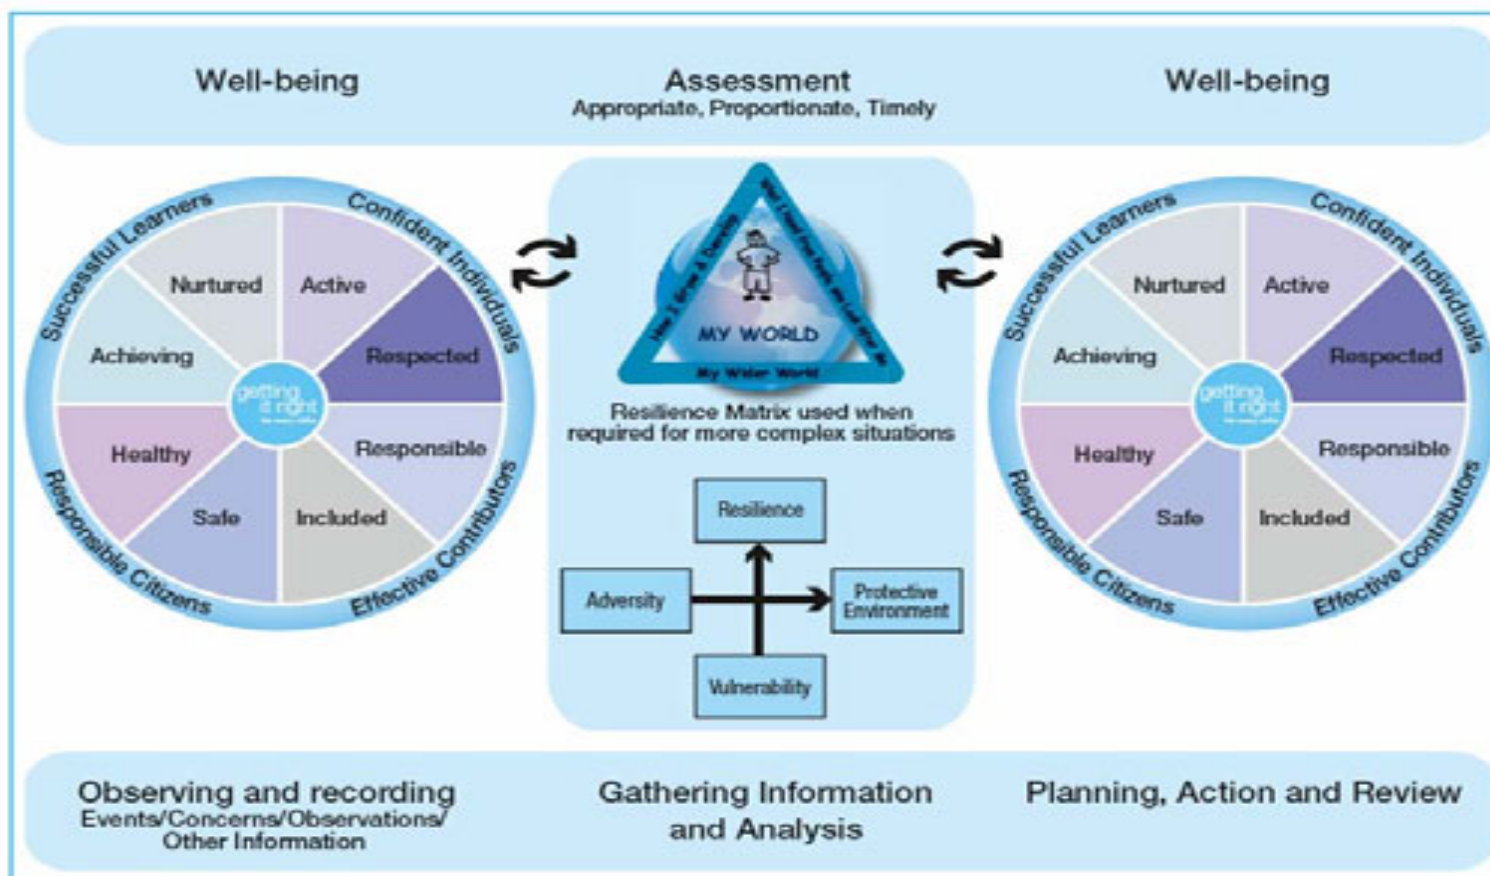 Well-being
Assessment
Appropriate, Proportionate, Timely
Well-being
Successful Learners
Confident Individuals
Nurtured
Active
Achieving
Respected
getting
it right
Healthy
Responsible
Safe
Included
Responsible Citizens
Effective Contributors
How I Grow & Develop
MY WORLD
My Wider World
Resilience Matrix used when
required for more complex situations
Resilience
Adversity
Protective
Environment
Vulnerability
Successful Learners
Confident Individuals
Nurtured
Active
Achieving
Respected
getting
it right
Healthy
Responsible
Safe
Included
Responsible Citizens
Effective Contributors
Observing and recording
Events/Concerns/Observations/
Other Information
Gathering Information
and Analysis
Planning, Action and Review